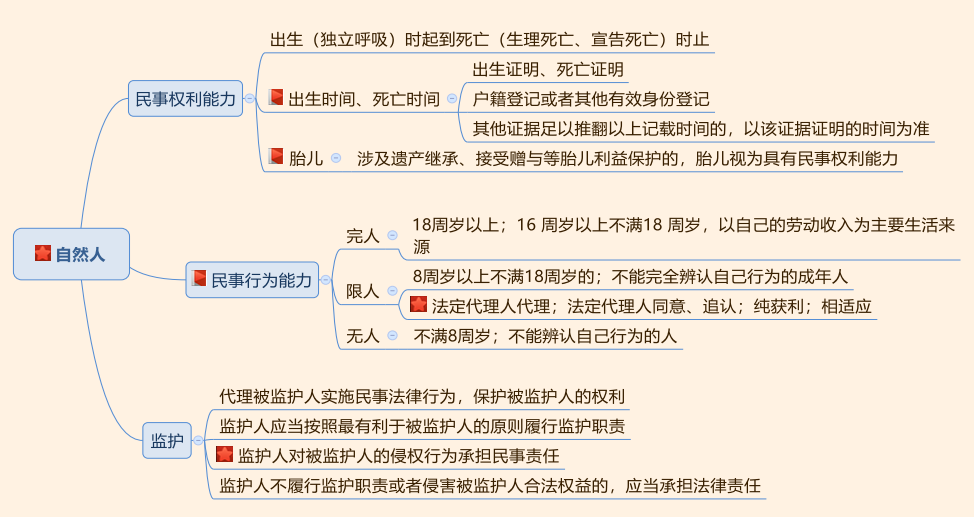 自然人
民事权利能力
出生（独立呼吸）时起到死亡（生理死亡、宣告死亡）时止
出生时间、死亡时间
出生证明、死亡证明
户籍登记或者其他有效身份登记
其他证据足以推翻以上记载时间的，以该证据证明的时间为准
胎儿
涉及遗产继承、接受赠与等胎儿利益保护的，胎儿视为具有民事权利能力
民事行为能力
完人
18周岁以上；16 周岁以上不满18 周岁，以自己的劳动收入为主要生活来
源
限人
8周岁以上不满18周岁的；不能完全辨认自己行为的成年人
法定代理人代理；法定代理人同意、追认；纯获利；相适应
无人
不满8周岁；不能辨认自己行为的人
监护
代理被监护人实施民事法律行为，保护被监护人的权利
监护人应当按照最有利于被监护人的原则履行监护职责
监护人对被监护人的侵权行为承担民事责任
监护人不履行监护职责或者侵害被监护人合法权益的，应当承担法律责任